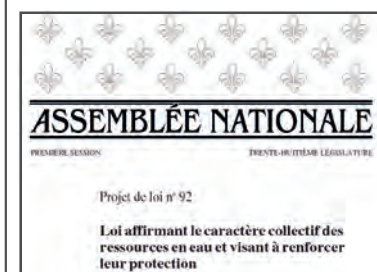 ASSEMBLÉE NATIONALE
PREMIÈRE SESSION TRENTE-HUITIÈME LÉGISLATURE
Projet de loi nº 92
Loi affirmant le caractère collectif des
ressources en eau et visant à renforcer
leur protection